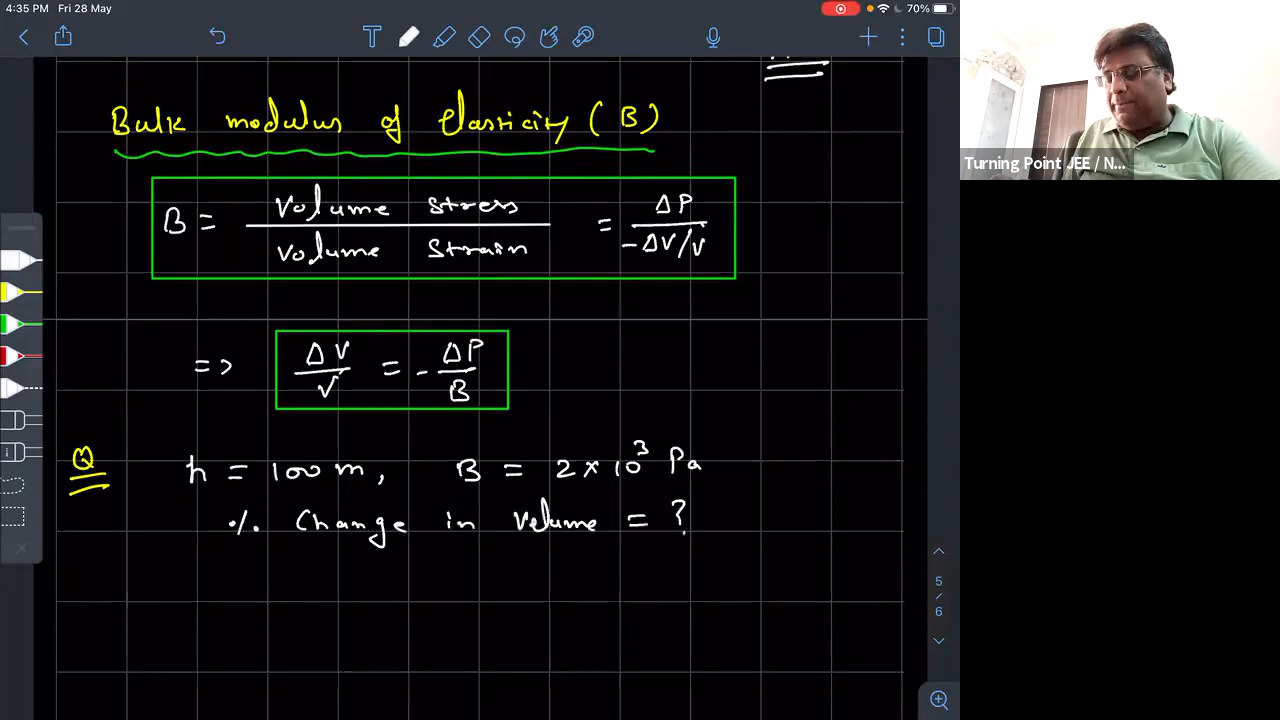 4:35 PM Fri 28 May
70%
Bulk modulus of Elasticity (B)
B = Volume Stress / Volume Strain = ΔP / -ΔV/V
=> ΔV/V = - ΔP/B
Q h = 100 m, B = 2 × 10³ Pa
% Change in Volume = ?
Turning Point JEE / N...
5
/
6